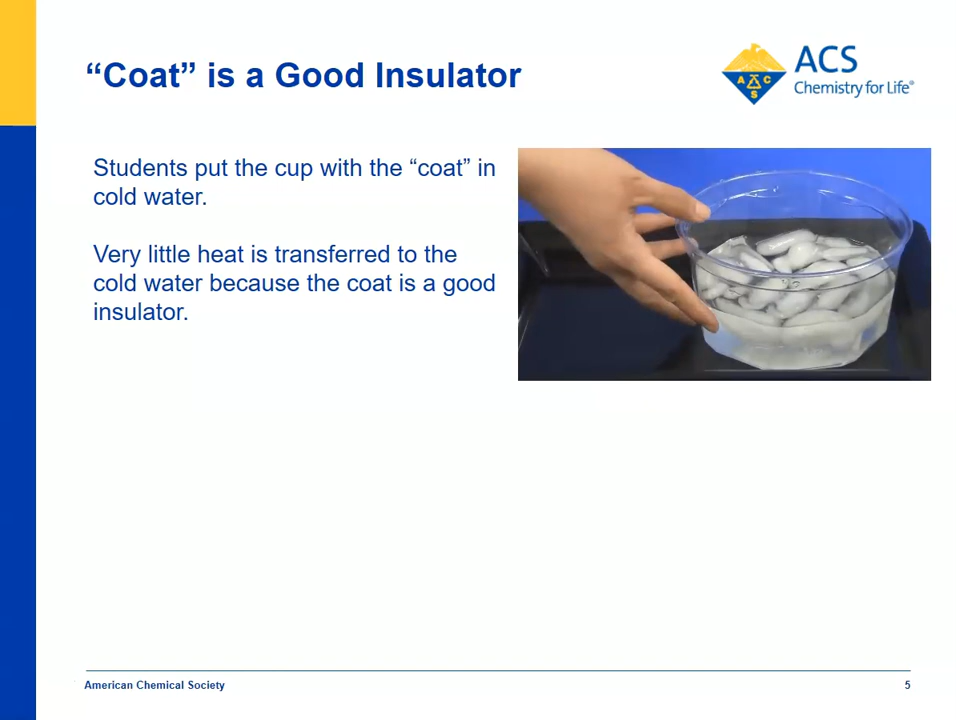 “Coat” is a Good Insulator
ACS
Chemistry for Life®
A C S
Students put the cup with the “coat” in
cold water.
Very little heat is transferred to the
cold water because the coat is a good
insulator.
American Chemical Society
5